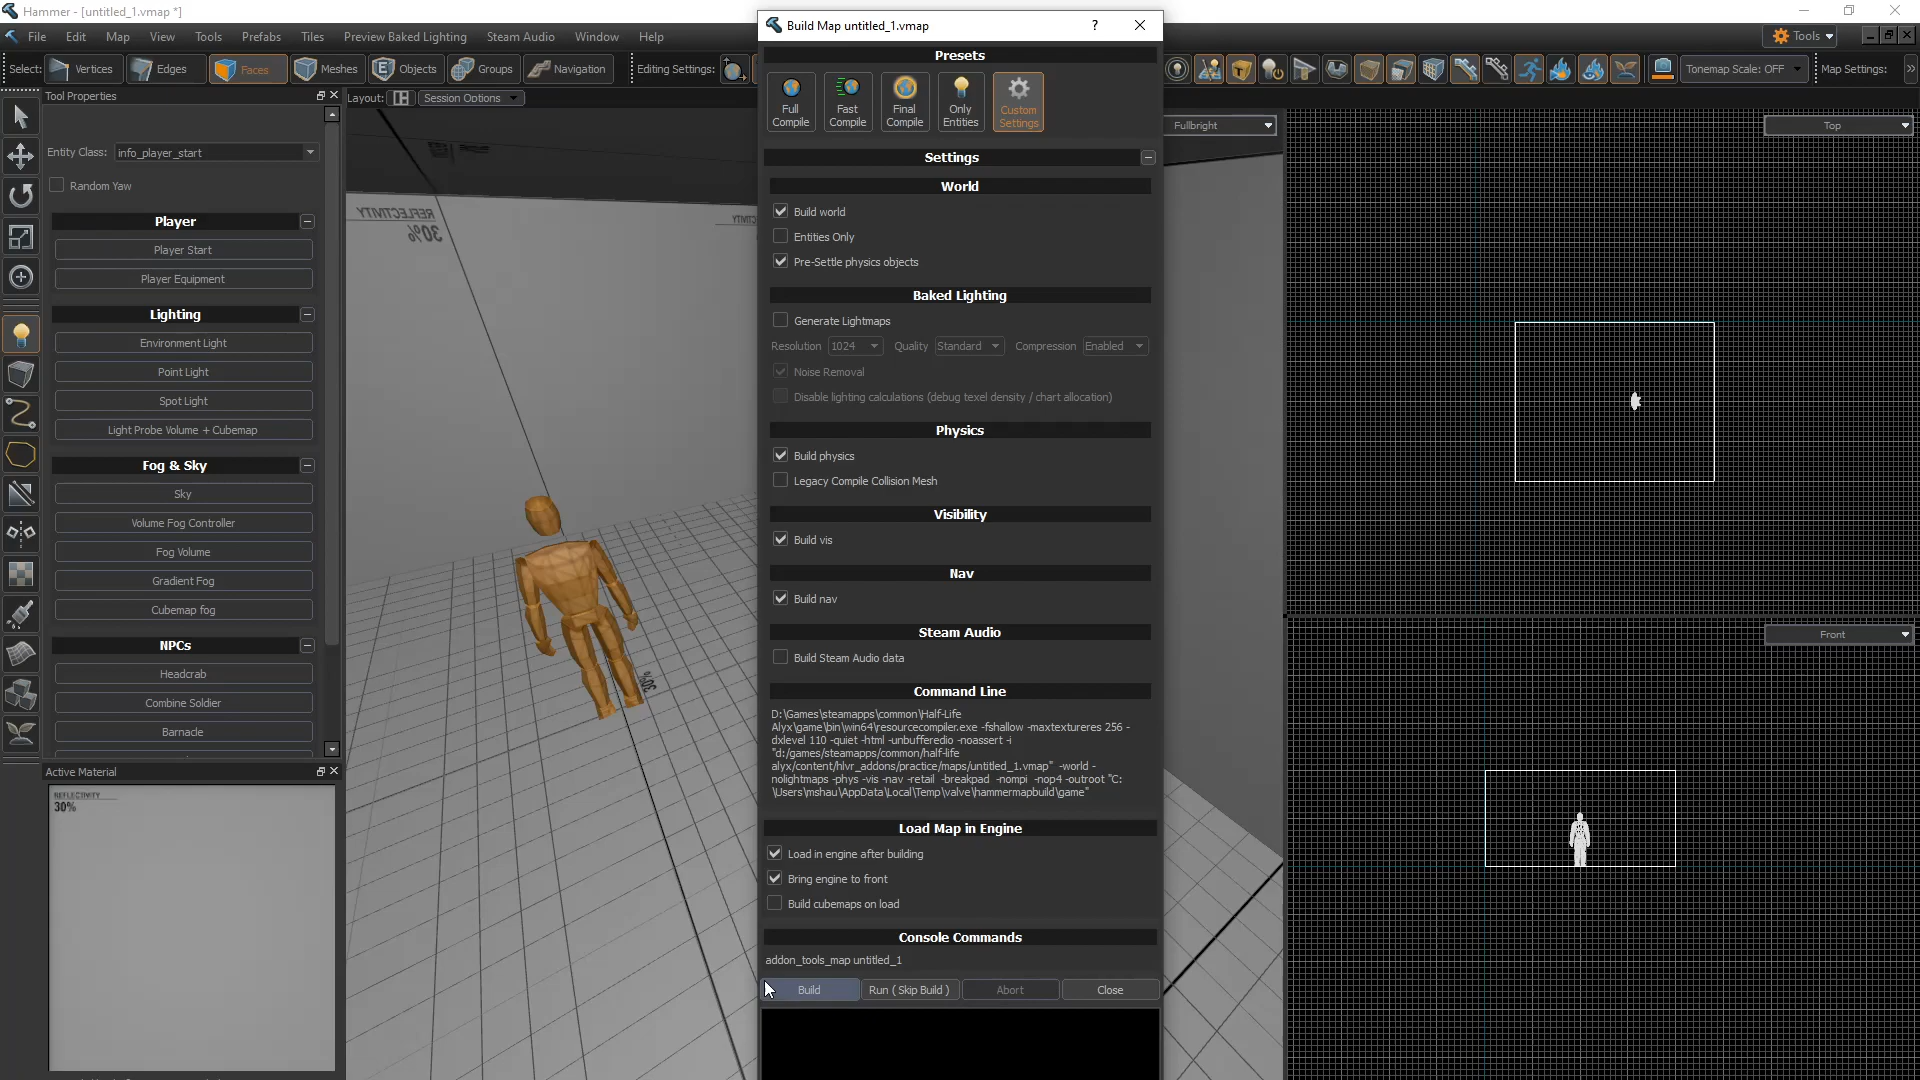 Hammer - [untitled_1.vmap *]
File Edit Map View Tools Prefabs Tiles Preview Baked Lighting Steam Audio Window Help
Tools
Select: Vertices Edges Faces Meshes Objects Groups Navigation Editing Settings:
Tonemap Scale: OFF Map Settings:
Tool Properties
Layout: Session Options
Entity Class: info_player_start
Random Yaw
Player
Player Start
Player Equipment
Lighting
Environment Light
Point Light
Spot Light
Light Probe Volume + Cubemap
Fog & Sky
Sky
Volume Fog Controller
Fog Volume
Gradient Fog
Cubemap fog
NPCs
Headcrab
Combine Soldier
Barnacle
Active Material
REFLECTIVITY
30%
REFLECTIVITY
30%
30%
Build Map untitled_1.vmap
?
Presets
Full Compile
Fast Compile
Final Compile
Only Entities
Custom Settings
Settings
World
Build world
Entities Only
Pre-Settle physics objects
Baked Lighting
Generate Lightmaps
Resolution 1024 Quality Standard Compression Enabled
Noise Removal
Disable lighting calculations (debug texel density / chart allocation)
Physics
Build physics
Legacy Compile Collision Mesh
Visibility
Build vis
Nav
Build nav
Steam Audio
Build Steam Audio data
Command Line
D:\Games\steamapps\common\Half-Life
Alyx\game\bin\win64\resourcecompiler.exe -fshallow -maxtextureres 256 -
dxlevel 110 -quiet -html -unbufferedio -noassert -i
"d:/games/steamapps/common/half-life
alyx/content/hlvr_addons/practice/maps/untitled_1.vmap" -world -
nolightmaps -phys -vis -nav -retail -breakpad -nompi -nop4 -outroot "C:
\Users\mshau\AppData\Local\Temp\valve\hammermapbuild\game"
Load Map in Engine
Load in engine after building
Bring engine to front
Build cubemaps on load
Console Commands
addon_tools_map untitled_1
Build Run ( Skip Build ) Abort Close
Fullbright
Top
Front